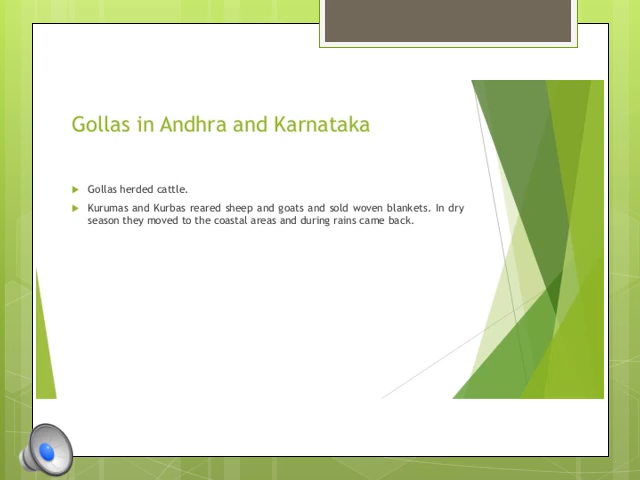 Gollas in Andhra and Karnataka
Gollas herded cattle.
Kurumas and Kurbas reared sheep and goats and sold woven blankets. In dry
season they moved to the coastal areas and during rains came back.